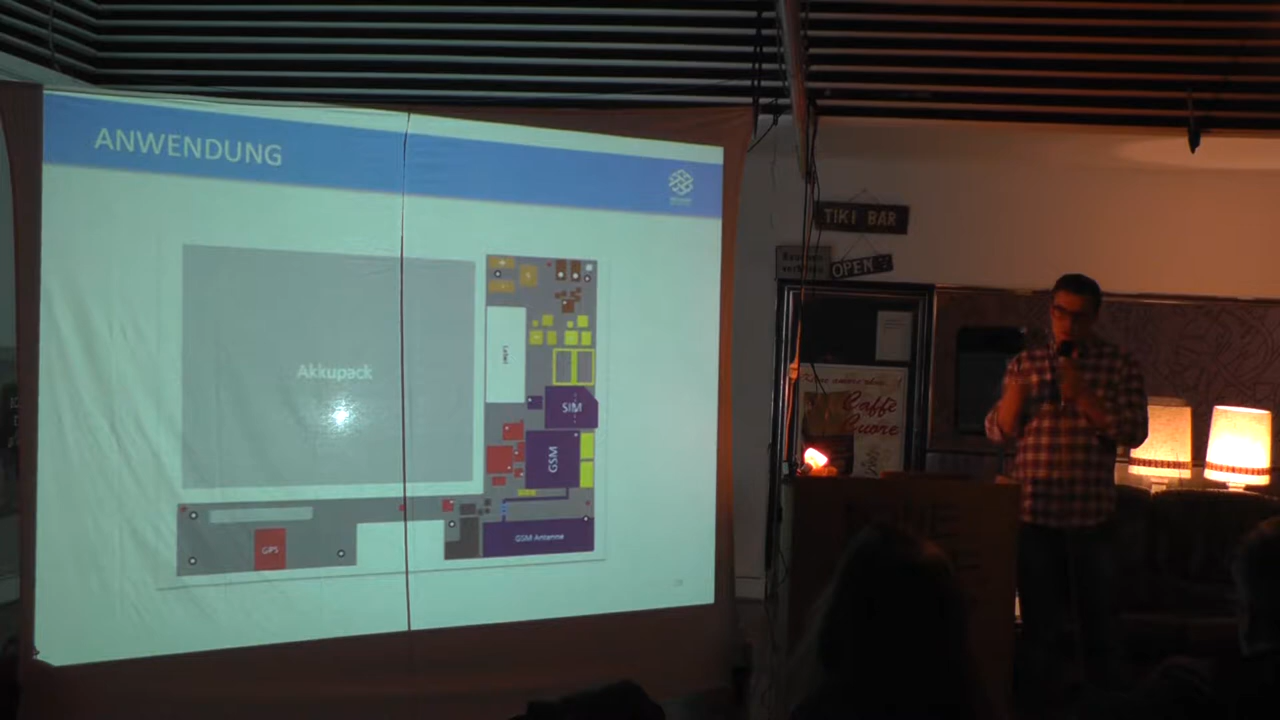 ANWENDUNG
Akkupack
SIM
GSM
GSM Antenne
GPS
TIKI BAR
OPEN
Caffè
Cuore